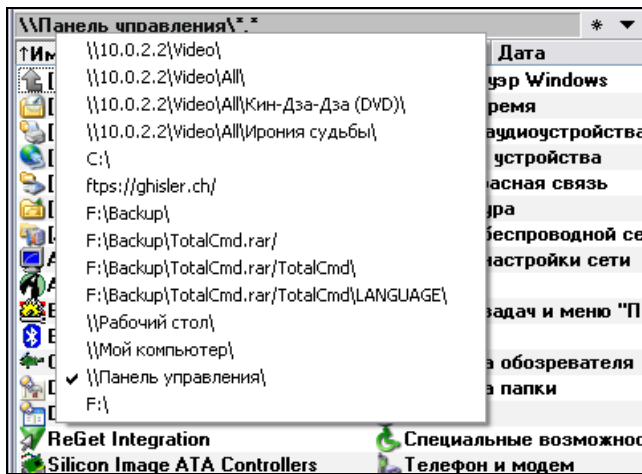 \\Панель управления\*.*
* ▼
↑Им
Дата
\\10.0.2.2\Video\
\\10.0.2.2\Video\All\
\\10.0.2.2\Video\All\Кин-Дза-Дза (DVD)\
\\10.0.2.2\Video\All\Ирония судьбы\
C:\
ftps://ghisler.ch/
F:\Backup\
F:\Backup\TotalCmd.rar/
F:\Backup\TotalCmd.rar/TotalCmd\
F:\Backup\TotalCmd.rar/TotalCmd\LANGUAGE\
\\Рабочий стол\
\\Мой компьютер\
✓ \\Панель управления\
F:\
уэр Windows
ремя
аудиоустройства
устройства
асная связь
ура
беспроводной се
настройки сети
задач и меню "П
а обозревателя
а папки
ReGet Integration
Специальные возможнос
Silicon Image ATA Controllers
Телефон и модем